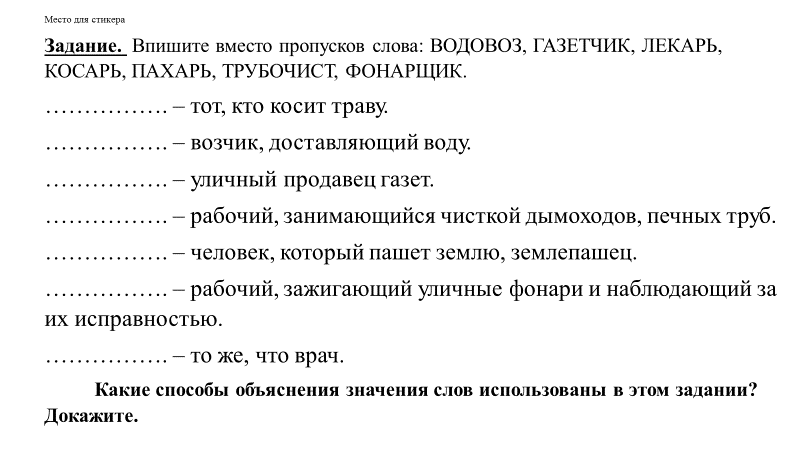 Место для стикера
Задание. Впишите вместо пропусков слова: ВОДОВОЗ, ГАЗЕТЧИК, ЛЕКАРЬ,
КОСАРЬ, ПАХАРЬ, ТРУБОЧИСТ, ФОНАРЩИК.
……………. – тот, кто косит траву.
……………. – возчик, доставляющий воду.
……………. – уличный продавец газет.
……………. – рабочий, занимающийся чисткой дымоходов, печных труб.
……………. – человек, который пашет землю, землепашец.
……………. – рабочий, зажигающий уличные фонари и наблюдающий за
их исправностью.
……………. – то же, что врач.
Какие способы объяснения значения слов использованы в этом задании?
Докажите.